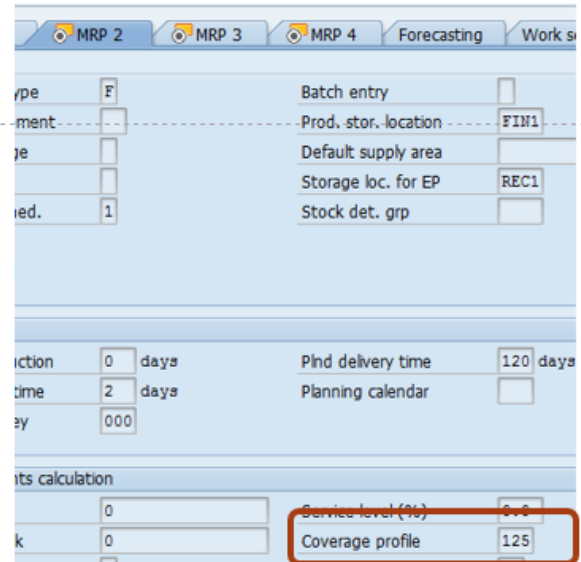 MRP 2 MRP 3 MRP 4 Forecasting Work s
ype F Batch entry
ment Prod. stor. location FIN1
ge Default supply area
Storage loc. for EP REC1
ned. 1 Stock det. grp
uction 0 days Plnd delivery time 120 days
time 2 days Planning calendar
ey 000
nts calculation
0 Service level (%) 0.0
k 0 Coverage profile 125